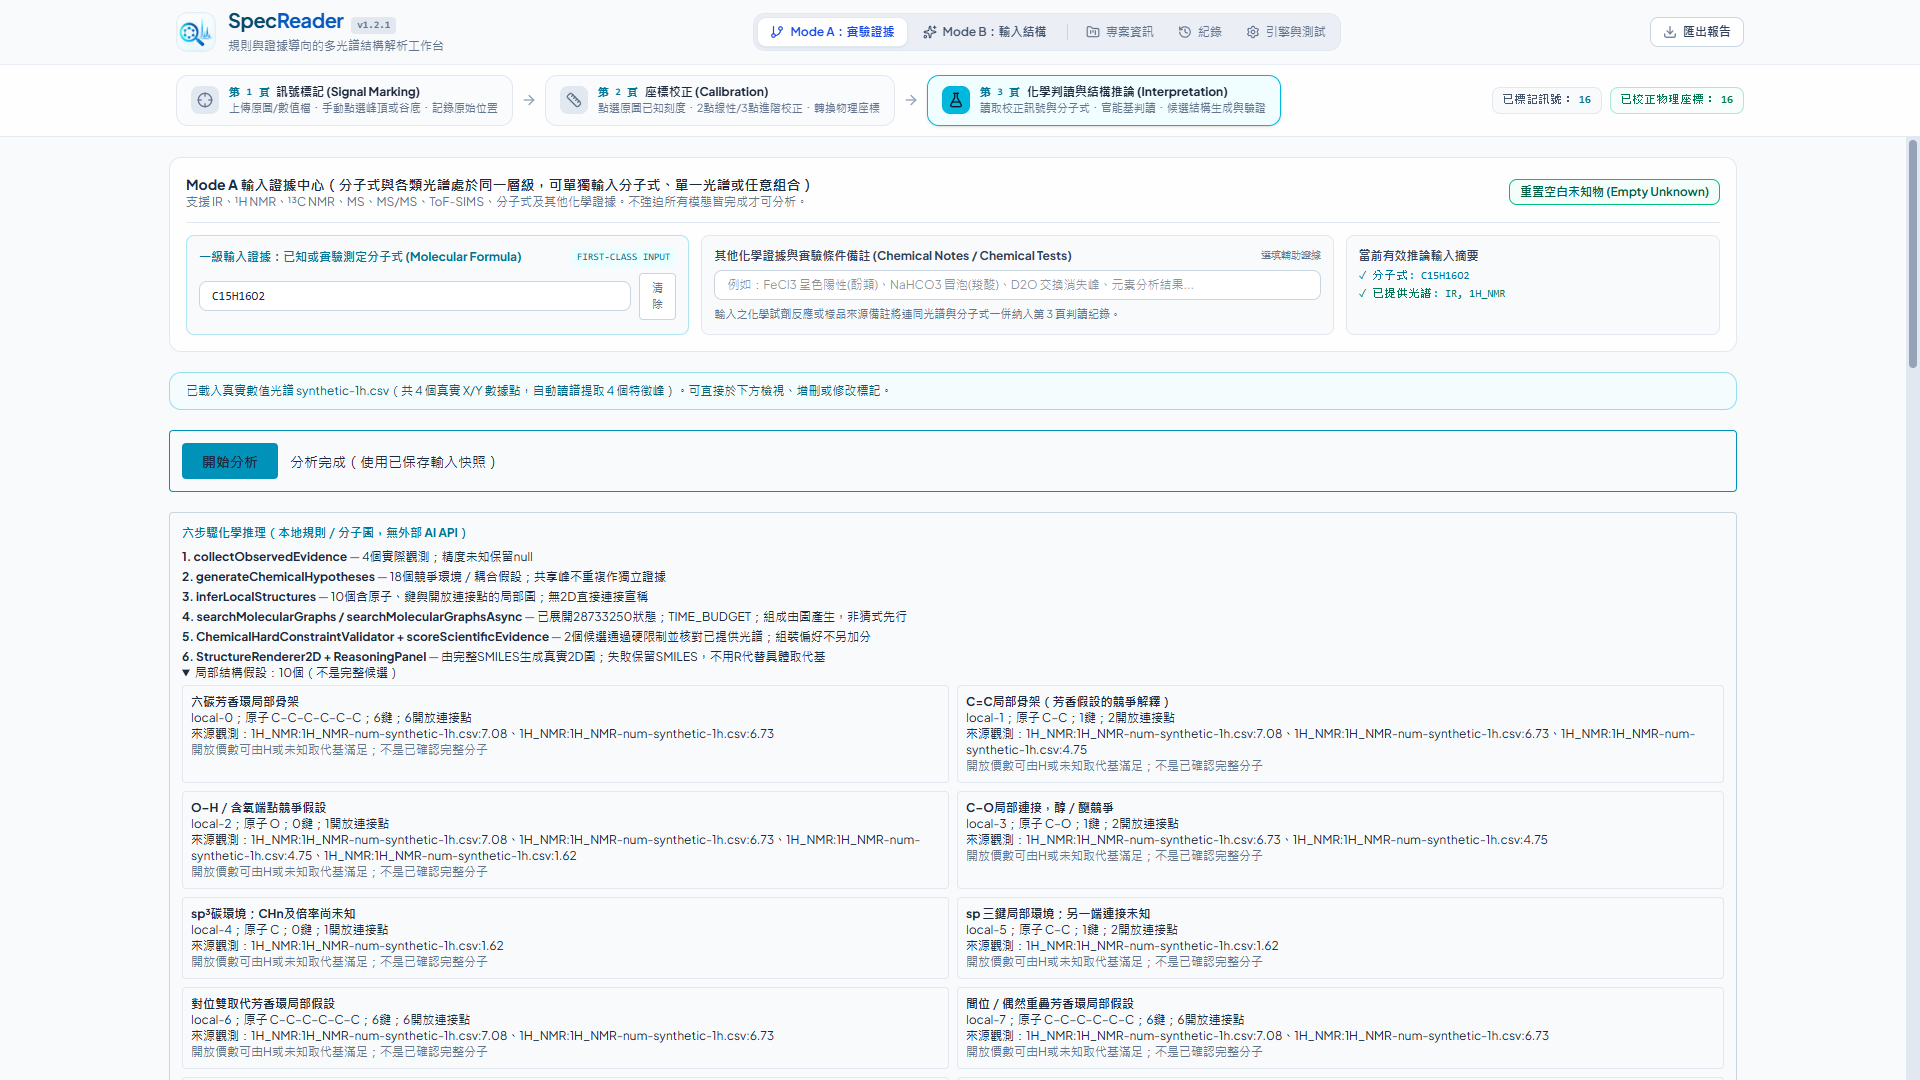 SpecReader v1.2.1
規則與證據導向的多光譜結構解析工作台
Mode A：實驗證據
Mode B：輸入結構
專案資訊
紀錄
引擎與測試
匯出報告
第 1 頁 訊號標記 (Signal Marking)
上傳原圖/數值檔 · 手動點選峰頂或谷底 · 記錄原始位置
第 2 頁 座標校正 (Calibration)
點選原圖已知刻度 · 2點線性/3點進階校正 · 轉換物理座標
第 3 頁 化學判讀與結構推論 (Interpretation)
讀取校正訊號與分子式 · 官能基判讀 · 候選結構生成與驗證
已標記訊號： 16
已校正物理座標： 16
Mode A 輸入證據中心（分子式與各類光譜處於同一層級，可單獨輸入分子式、單一光譜或任意組合）
支援 IR、¹H NMR、¹³C NMR、MS、MS/MS、ToF-SIMS、分子式及其他化學證據。不強迫所有模態皆完成才可分析。
重置空白未知物 (Empty Unknown)
一級輸入證據：已知或實驗測定分子式 (Molecular Formula)
FIRST-CLASS INPUT
C15H16O2
清除
其他化學證據與實驗條件備註 (Chemical Notes / Chemical Tests)
選填輔助證據
例如：FeCl3 呈色陽性(酚類)、NaHCO3 冒泡(羧酸)、D2O 交換消失峰、元素分析結果...
輸入之化學試劑反應或樣品來源備註將連同光譜與分子式一併納入第 3 頁判讀紀錄。
當前有效推論輸入摘要
✓ 分子式: C15H16O2
✓ 已提供光譜: IR, 1H_NMR
已載入真實數值光譜 synthetic-1h.csv（共 4 個真實 X/Y 數據點，自動讀譜提取 4 個特徵峰）。可直接於下方檢視、增刪或修改標記。
開始分析
分析完成（使用已保存輸入快照）
六步驟化學推理（本地規則 / 分子圖，無外部 AI API）
1. collectObservedEvidence — 4個實際觀測；精度未知保留null
2. generateChemicalHypotheses — 18個競爭環境 / 耦合假設；共享峰不重複作獨立證據
3. inferLocalStructures — 10個含原子、鍵與開放連接點的局部圖；無2D直接連接宣稱
4. searchMolecularGraphs / searchMolecularGraphsAsync — 已展開28733250狀態；TIME_BUDGET；組成由圖產生，非猜式先行
5. ChemicalHardConstraintValidator + scoreScientificEvidence — 2個候選通過硬限制並核對已提供光譜；組裝偏好不另加分
6. StructureRenderer2D + ReasoningPanel — 由完整SMILES生成真實2D圖；失敗保留SMILES，不用R代替具體取代基
▼ 局部結構假設：10個（不是完整候選）
六碳芳香環局部骨架
local-0；原子 C–C–C–C–C–C；6鍵；6開放連接點
來源觀測：1H_NMR:1H_NMR-num-synthetic-1h.csv:7.08、1H_NMR:1H_NMR-num-synthetic-1h.csv:6.73
開放價數可由H或未知取代基滿足；不是已確認完整分子
C=C局部骨架（芳香假設的競爭解釋）
local-1；原子 C–C；1鍵；2開放連接點
來源觀測：1H_NMR:1H_NMR-num-synthetic-1h.csv:7.08、1H_NMR:1H_NMR-num-synthetic-1h.csv:6.73、1H_NMR:1H_NMR-num-
synthetic-1h.csv:4.75
開放價數可由H或未知取代基滿足；不是已確認完整分子
O–H / 含氧端點競爭假設
local-2；原子 O；0鍵；1開放連接點
來源觀測：1H_NMR:1H_NMR-num-synthetic-1h.csv:7.08、1H_NMR:1H_NMR-num-synthetic-1h.csv:6.73、1H_NMR:1H_NMR-num-
synthetic-1h.csv:4.75、1H_NMR:1H_NMR-num-synthetic-1h.csv:1.62
開放價數可由H或未知取代基滿足；不是已確認完整分子
C–O局部連接，醇 / 醚競爭
local-3；原子 C–O；1鍵；2開放連接點
來源觀測：1H_NMR:1H_NMR-num-synthetic-1h.csv:6.73、1H_NMR:1H_NMR-num-synthetic-1h.csv:4.75
開放價數可由H或未知取代基滿足；不是已確認完整分子
sp³碳環境；CHn及倍率尚未知
local-4；原子 C；0鍵；1開放連接點
來源觀測：1H_NMR:1H_NMR-num-synthetic-1h.csv:1.62
開放價數可由H或未知取代基滿足；不是已確認完整分子
sp 三鍵局部環境；另一端連接未知
local-5；原子 C–C；1鍵；2開放連接點
來源觀測：1H_NMR:1H_NMR-num-synthetic-1h.csv:1.62
開放價數可由H或未知取代基滿足；不是已確認完整分子
對位雙取代芳香環局部假設
local-6；原子 C–C–C–C–C–C；6鍵；6開放連接點
來源觀測：1H_NMR:1H_NMR-num-synthetic-1h.csv:7.08、1H_NMR:1H_NMR-num-synthetic-1h.csv:6.73
開放價數可由H或未知取代基滿足；不是已確認完整分子
間位 / 偶然重疊芳香環局部假設
local-7；原子 C–C–C–C–C–C；6鍵；6開放連接點
來源觀測：1H_NMR:1H_NMR-num-synthetic-1h.csv:7.08、1H_NMR:1H_NMR-num-synthetic-1h.csv:6.73
開放價數可由H或未知取代基滿足；不是已確認完整分子